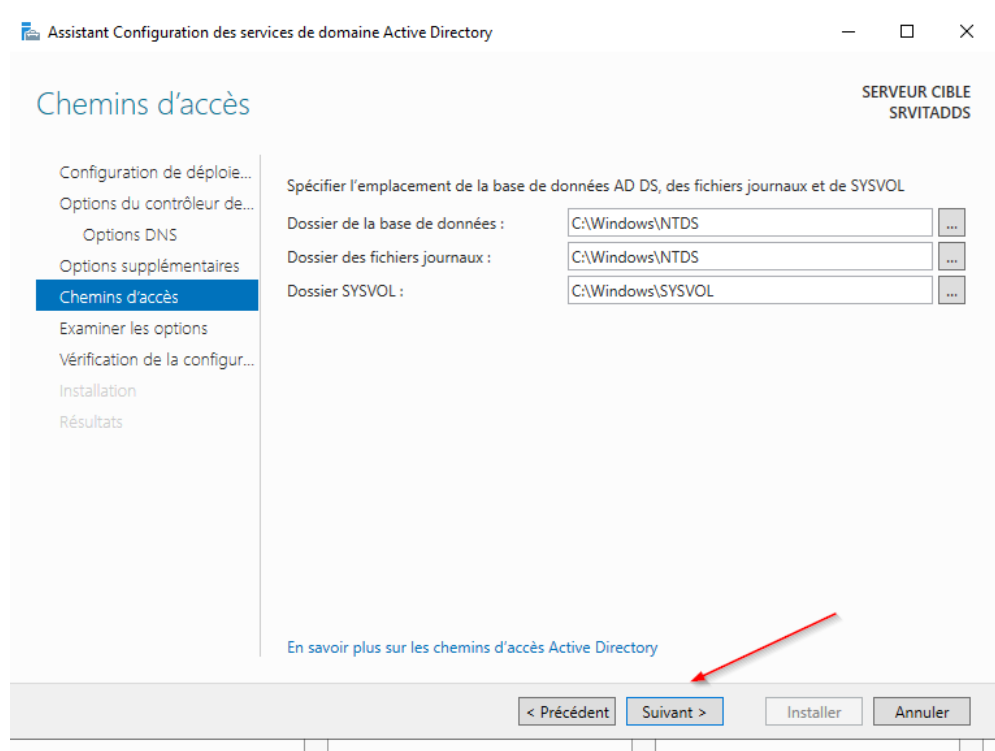 Assistant Configuration des services de domaine Active Directory
Chemins d'accès
SERVEUR CIBLE
SRVITADDS
Configuration de déploie...
Options du contrôleur de...
Options DNS
Options supplémentaires
Chemins d'accès
Examiner les options
Vérification de la configur...
Installation
Résultats
Spécifier l'emplacement de la base de données AD DS, des fichiers journaux et de SYSVOL
Dossier de la base de données : C:\Windows\NTDS ...
Dossier des fichiers journaux : C:\Windows\NTDS ...
Dossier SYSVOL : C:\Windows\SYSVOL ...
En savoir plus sur les chemins d'accès Active Directory
< Précédent Suivant > Installer Annuler